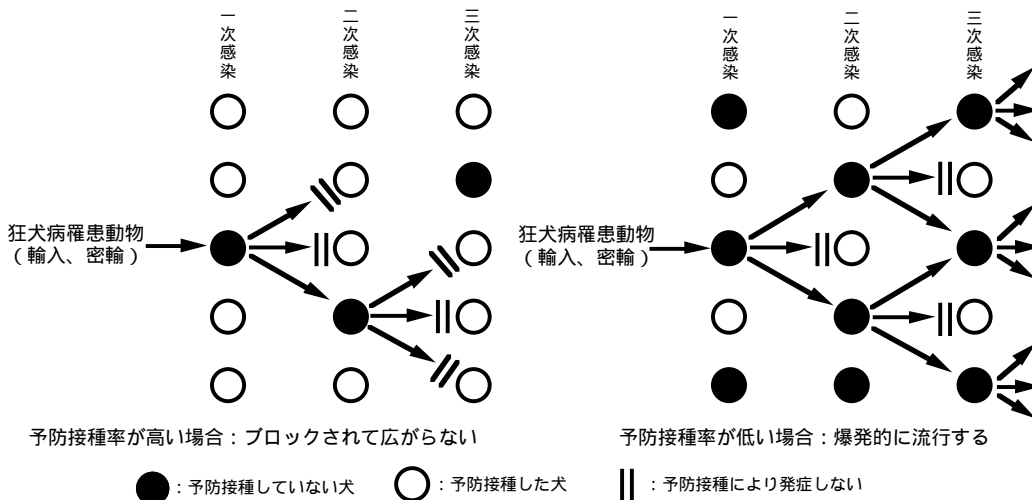 一次感染
二次感染
三次感染
一次感染
二次感染
三次感染
狂犬病罹患動物
（輸入、密輸）
狂犬病罹患動物
（輸入、密輸）
予防接種率が高い場合：ブロックされて広がらない
予防接種率が低い場合：爆発的に流行する
：予防接種していない犬
：予防接種した犬
：予防接種により発症しない